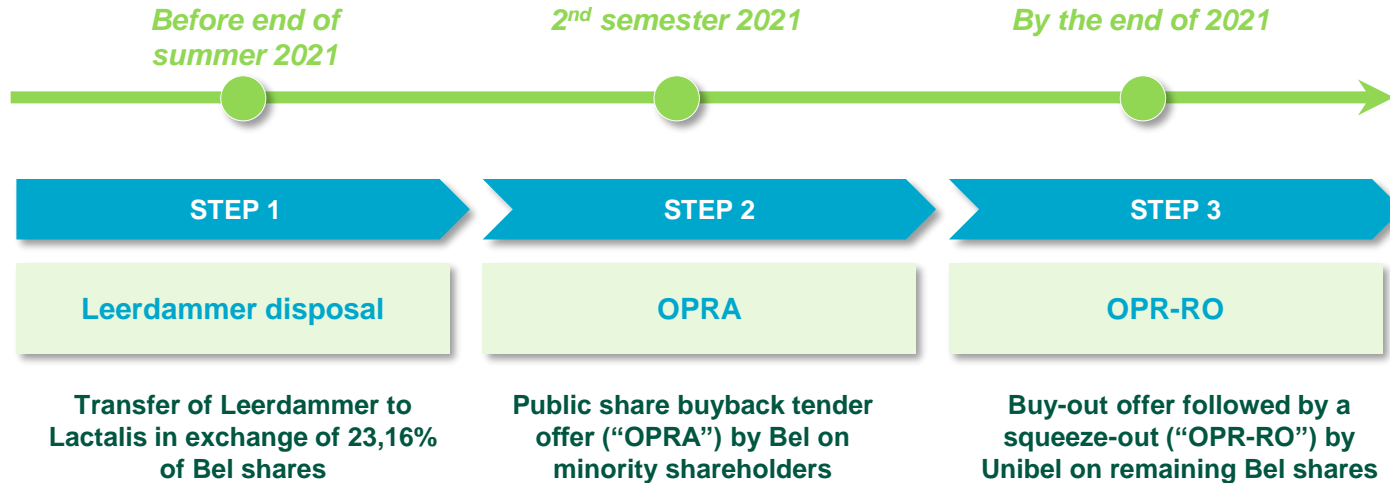 Before end of
summer 2021
2nd semester 2021
By the end of 2021
STEP 1
STEP 2
STEP 3
Leerdammer disposal
OPRA
OPR-RO
Transfer of Leerdammer to
Lactalis in exchange of 23,16%
of Bel shares
Public share buyback tender
offer (“OPRA”) by Bel on
minority shareholders
Buy-out offer followed by a
squeeze-out (“OPR-RO”) by
Unibel on remaining Bel shares